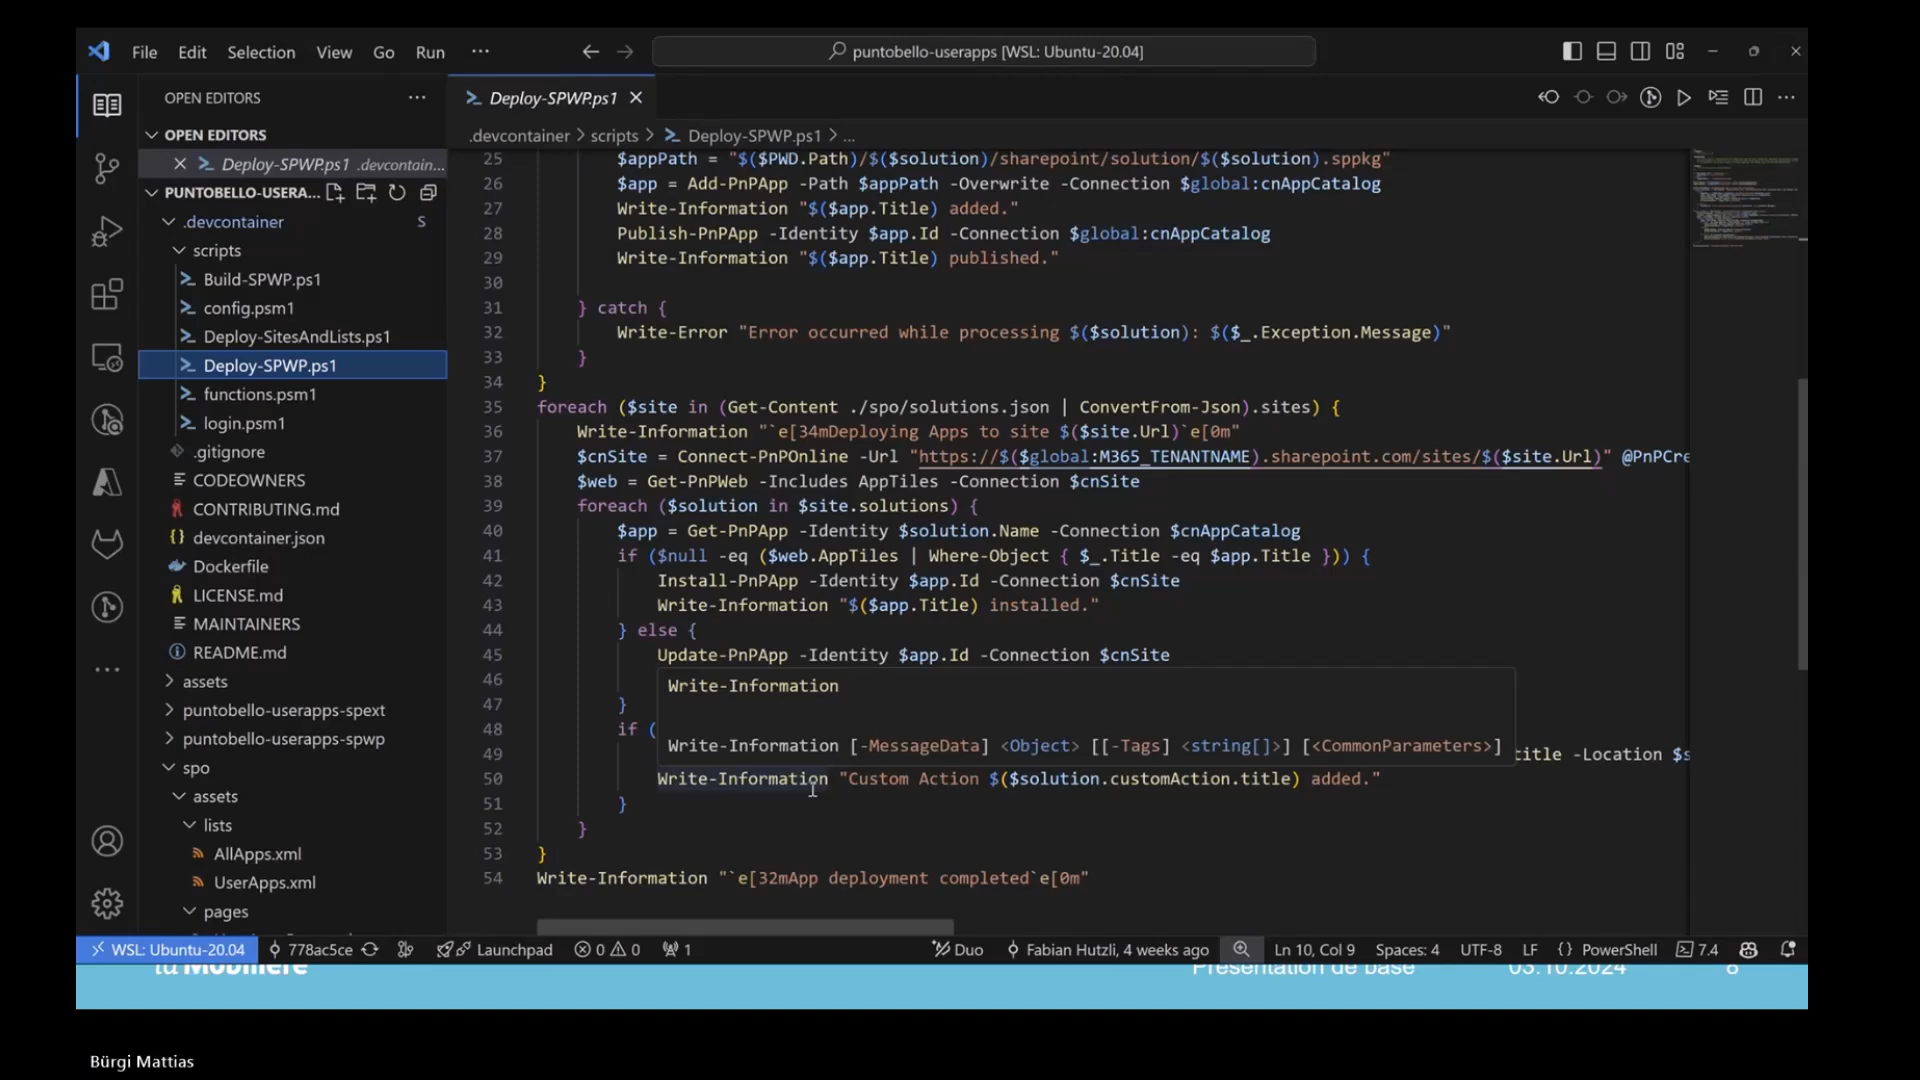 File Edit Selection View Go Run ···
puntobello-userapps [WSL: Ubuntu-20.04]
OPEN EDITORS ···
OPEN EDITORS
Deploy-SPWP.ps1 .devcontain...
PUNTOBELLO-USERA...
.devcontainer S
scripts
Build-SPWP.ps1
config.psm1
Deploy-SitesAndLists.ps1
Deploy-SPWP.ps1
functions.psm1
login.psm1
.gitignore
CODEOWNERS
CONTRIBUTING.md
devcontainer.json
Dockerfile
LICENSE.md
MAINTAINERS
README.md
assets
puntobello-userapps-spext
puntobello-userapps-spwp
spo
assets
lists
AllApps.xml
UserApps.xml
pages
Deploy-SPWP.ps1
.devcontainer > scripts > Deploy-SPWP.ps1 > ...
25 $appPath = "$($PWD.Path)/$($solution)/sharepoint/solution/$($solution).sppkg"
26 $app = Add-PnPApp -Path $appPath -Overwrite -Connection $global:cnAppCatalog
27 Write-Information "$($app.Title) added."
28 Publish-PnPApp -Identity $app.Id -Connection $global:cnAppCatalog
29 Write-Information "$($app.Title) published."
30
31 } catch {
32 Write-Error "Error occurred while processing $($solution): $($_.Exception.Message)"
33 }
34 }
35 foreach ($site in (Get-Content ./spo/solutions.json | ConvertFrom-Json).sites) {
36 Write-Information "`e[34mDeploying Apps to site $($site.Url)`e[0m"
37 $cnSite = Connect-PnPOnline -Url "https://$($global:M365_TENANTNAME).sharepoint.com/sites/$($site.Url)" @PnPCre
38 $web = Get-PnPWeb -Includes AppTiles -Connection $cnSite
39 foreach ($solution in $site.solutions) {
40 $app = Get-PnPApp -Identity $solution.Name -Connection $cnAppCatalog
41 if ($null -eq ($web.AppTiles | Where-Object { $_.Title -eq $app.Title })) {
42 Install-PnPApp -Identity $app.Id -Connection $cnSite
43 Write-Information "$($app.Title) installed."
44 } else {
45 Update-PnPApp -Identity $app.Id -Connection $cnSite
46 Write-Information
47 }
48 if (
49 Write-Information [-MessageData] <Object> [[-Tags] <string[]>] [<CommonParameters>] title -Location $s
50 Write-Information "Custom Action $($solution.customAction.title) added."
51 }
52 }
53 }
54 Write-Information "`e[32mApp deployment completed`e[0m"
WSL: Ubuntu-20.04 778ac5ce Launchpad 0 0 1 Duo Fabian Hutzli, 4 weeks ago Ln 10, Col 9 Spaces: 4 UTF-8 LF {} PowerShell 7.4
la Mobilière Présentation de base 03.10.2024 8
Bürgi Mattias